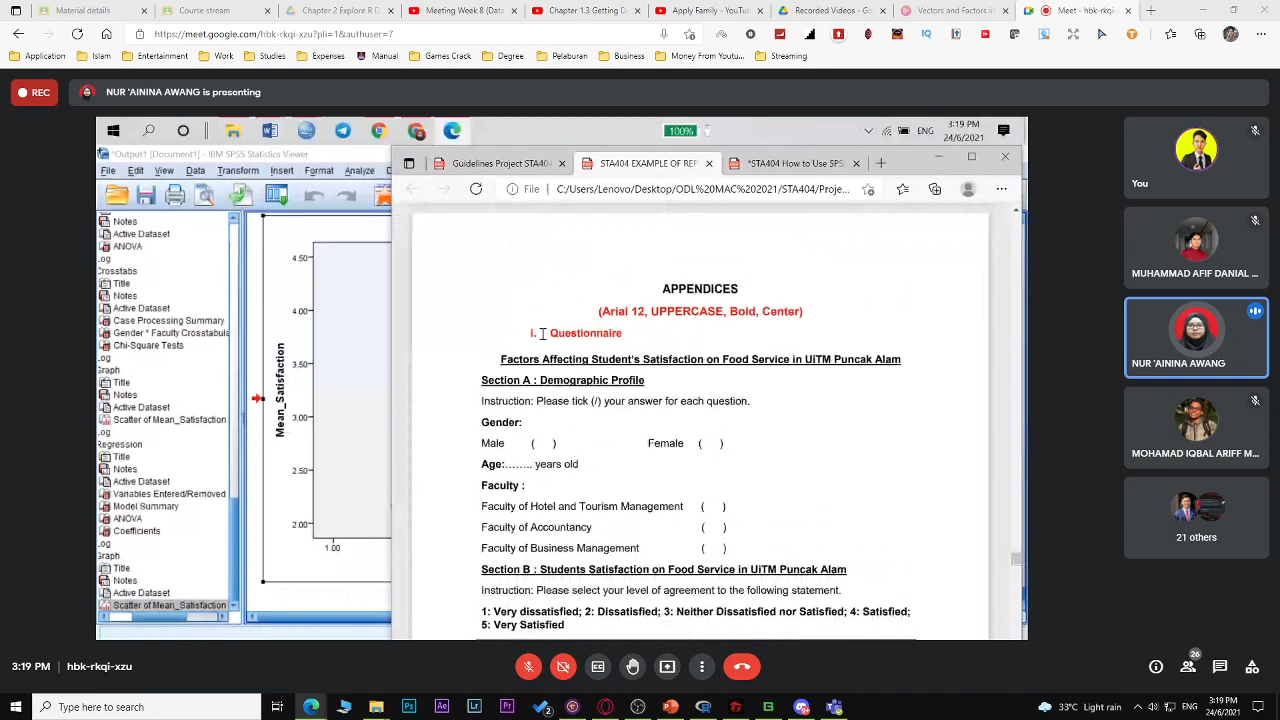 Material details
Course stream
Chapter 2 Explore R D
Meeting Week 8 (Dat
Chapter 1.3 Getting D
Apply Family - YouTu
Recorded Videos - Go
Vectors and Factors in
Meet - hbk-rkqi
https://meet.google.com/hbk-rkqi-xzu?pli=1&authuser=7
Application
Islam
Entertainment
Work
Studies
Expenses
Manual
Games Crack
Degree
Pelaburan
Business
Money From Youtu...
Streaming
REC
NUR 'AININA AWANG is presenting
100%
ENG
3:19 PM
24/6/2021
*Output1 [Document1] - IBM SPSS Statistics Viewer
File Edit View Data Transform Insert Format Analyze D
Guidelines Project STA404
STA404 EXAMPLE OF REP
*STA404 How to Use SPS
File
C:/Users/Lenovo/Desktop/ODL%20MAC%202021/STA404/Proje...
Notes
Active Dataset
ANOVA
Log
Crosstabs
Title
Notes
Active Dataset
Case Processing Summary
Gender * Faculty Crosstabula
Chi-Square Tests
Log
Graph
Title
Notes
Active Dataset
Scatter of Mean_Satisfaction
Log
Regression
Title
Notes
Active Dataset
Variables Entered/Removed
Model Summary
ANOVA
Coefficients
Log
Graph
Title
Notes
Active Dataset
Scatter of Mean_Satisfaction
Mean_Satisfaction
4.50
4.00
3.50
3.00
2.50
2.00
1.00
APPENDICES
(Arial 12, UPPERCASE, Bold, Center)
i. Questionnaire
Factors Affecting Student's Satisfaction on Food Service in UiTM Puncak Alam
Section A : Demographic Profile
Instruction: Please tick (/) your answer for each question.
Gender:
Male ( ) Female ( )
Age:…….. years old
Faculty :
Faculty of Hotel and Tourism Management ( )
Faculty of Accountancy ( )
Faculty of Business Management ( )
Section B : Students Satisfaction on Food Service in UiTM Puncak Alam
Instruction: Please select your level of agreement to the following statement.
1: Very dissatisfied; 2: Dissatisfied; 3: Neither Dissatisfied nor Satisfied; 4: Satisfied;
5: Very Satisfied
You
MUHAMMAD AFIF DANIAL ...
NUR 'AININA AWANG
MOHAMAD IQBAL ARIFF M...
21 others
3:19 PM
hbk-rkqi-xzu
26
Type here to search
33°C Light rain
ENG
3:19 PM
24/6/2021